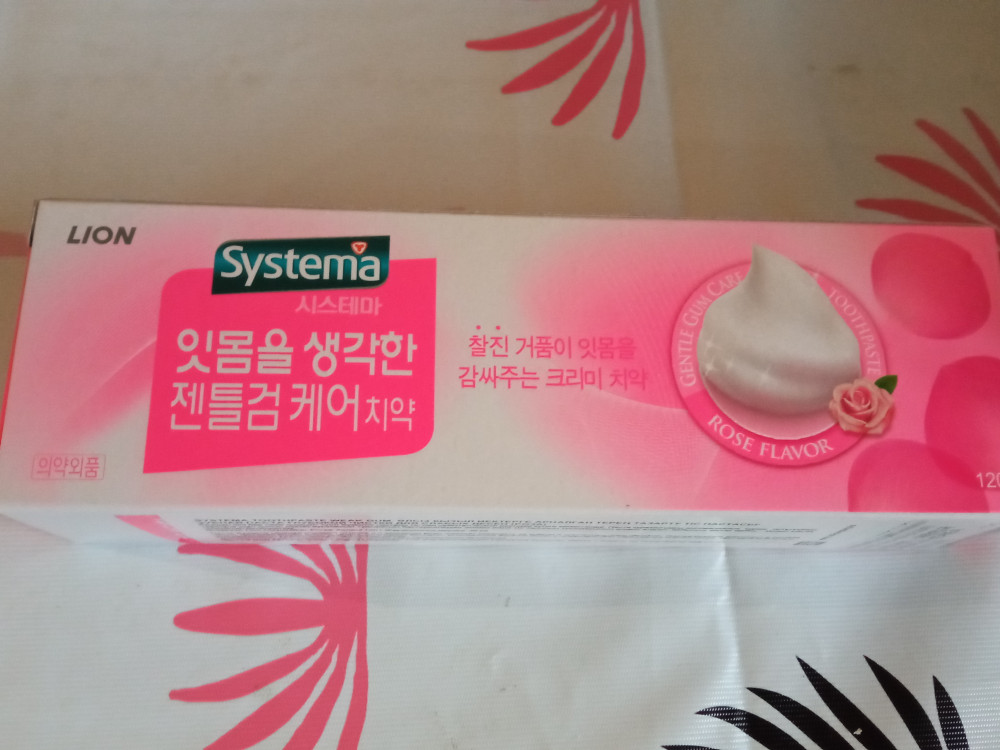 LION
Systema
시스테마
잇몸을 생각한
젠틀검 케어 치약
의약외품
찰진 거품이 잇몸을
감싸주는 크리미 치약
GENTLE GUM CARE TOOTHPASTE
ROSE FLAVOR
120